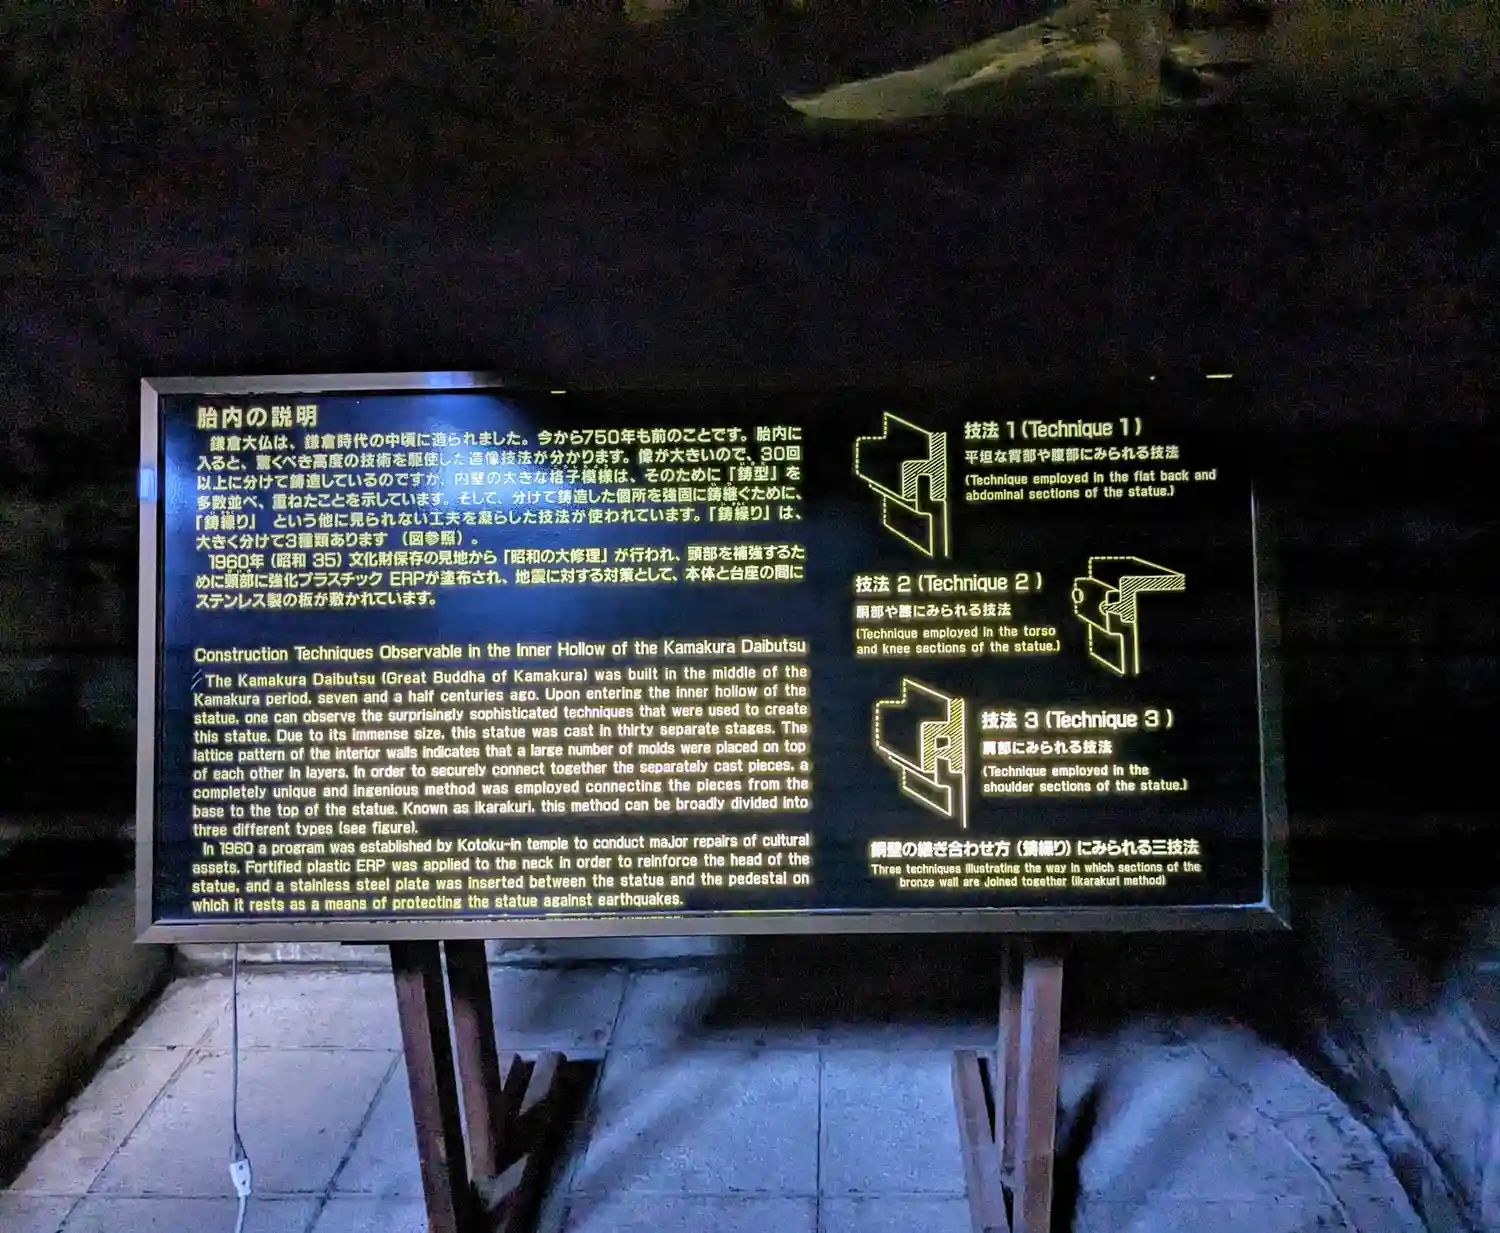 胎内の説明
鎌倉大仏は、鎌倉時代の中頃に造られました。今から750年も前のことです。胎内に
入ると、驚くべき高度の技術を駆使した造像技法が分かります。像が大きいので、30回
以上に分けて鋳造しているのですが、内壁の大きな格子模様は、そのために「鋳型」を
多数並べ、重ねたことを示しています。そして、分けて鋳造した個所を強固に鋳継ぐために、
「鋳繰り」 という他に見られない工夫を凝らした技法が使われています。「鋳繰り」は、
大きく分けて3種類あります (図参照) 。
1960年 (昭和 35) 文化財保存の見地から「昭和の大修理」が行われ、頭部を補強するた
めに頸部に強化プラスチック ERPが塗布され、地震に対する対策として、本体と台座の間に
ステンレス製の板が敷かれています。
Construction Techniques Observable in the Inner Hollow of the Kamakura Daibutsu
The Kamakura Daibutsu (Great Buddha of Kamakura) was built in the middle of the
Kamakura period, seven and a half centuries ago. Upon entering the inner hollow of the
statue, one can observe the surprisingly sophisticated techniques that were used to create
this statue. Due to its immense size, this statue was cast in thirty separate stages. The
lattice pattern of the interior walls indicates that a large number of molds were placed on top
of each other in layers. In order to securely connect together the separately cast pieces, a
completely unique and ingenious method was employed connecting the pieces from the
base to the top of the statue. Known as ikarakuri, this method can be broadly divided into
three different types (see figure).
In 1960 a program was established by Kotoku-in temple to conduct major repairs of cultural
assets. Fortified plastic ERP was applied to the neck in order to reinforce the head of the
statue, and a stainless steel plate was inserted between the statue and the pedestal on
which it rests as a means of protecting the statue against earthquakes.
技法 1 (Technique 1)
平坦な背部や腹部にみられる技法
(Technique employed in the flat back and
abdominal sections of the statue.)
技法 2 (Technique 2)
胴部や膝にみられる技法
(Technique employed in the torso
and knee sections of the statue.)
技法 3 (Technique 3)
肩部にみられる技法
(Technique employed in the
shoulder sections of the statue.)
銅壁の継ぎ合わせ方 (鋳繰り) にみられる三技法
Three techniques illustrating the way in which sections of the
bronze wall are Joined together (ikarakuri method)